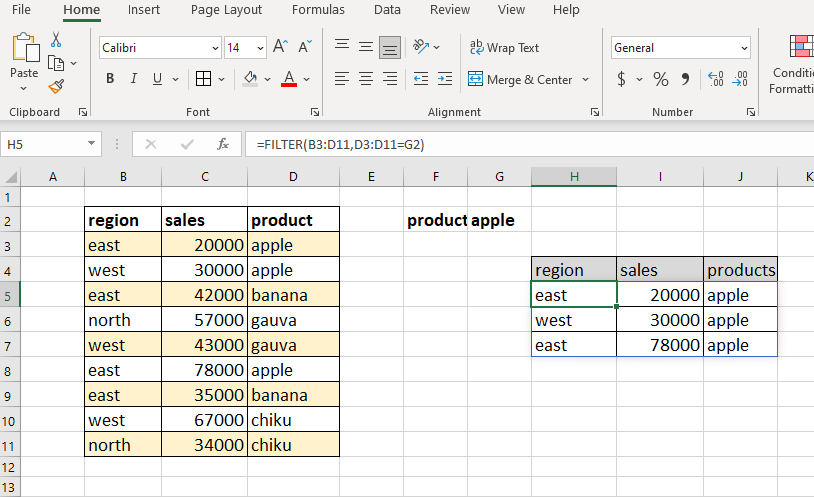 File Home Insert Page Layout Formulas Data Review View Help
Calibri 14 A A ab Wrap Text General Conditi
Paste B I U A Merge & Center $ % 9 .00 Formatti
Clipboard Font Alignment Number
H5 fx =FILTER(B3:D11,D3:D11=G2)
A B C D E F G H I J K
1
2 region sales product product apple
3 east 20000 apple
4 west 30000 apple region sales products
5 east 42000 banana east 20000 apple
6 north 57000 gauva west 30000 apple
7 west 43000 gauva east 78000 apple
8 east 78000 apple
9 east 35000 banana
10 west 67000 chiku
11 north 34000 chiku
12
13